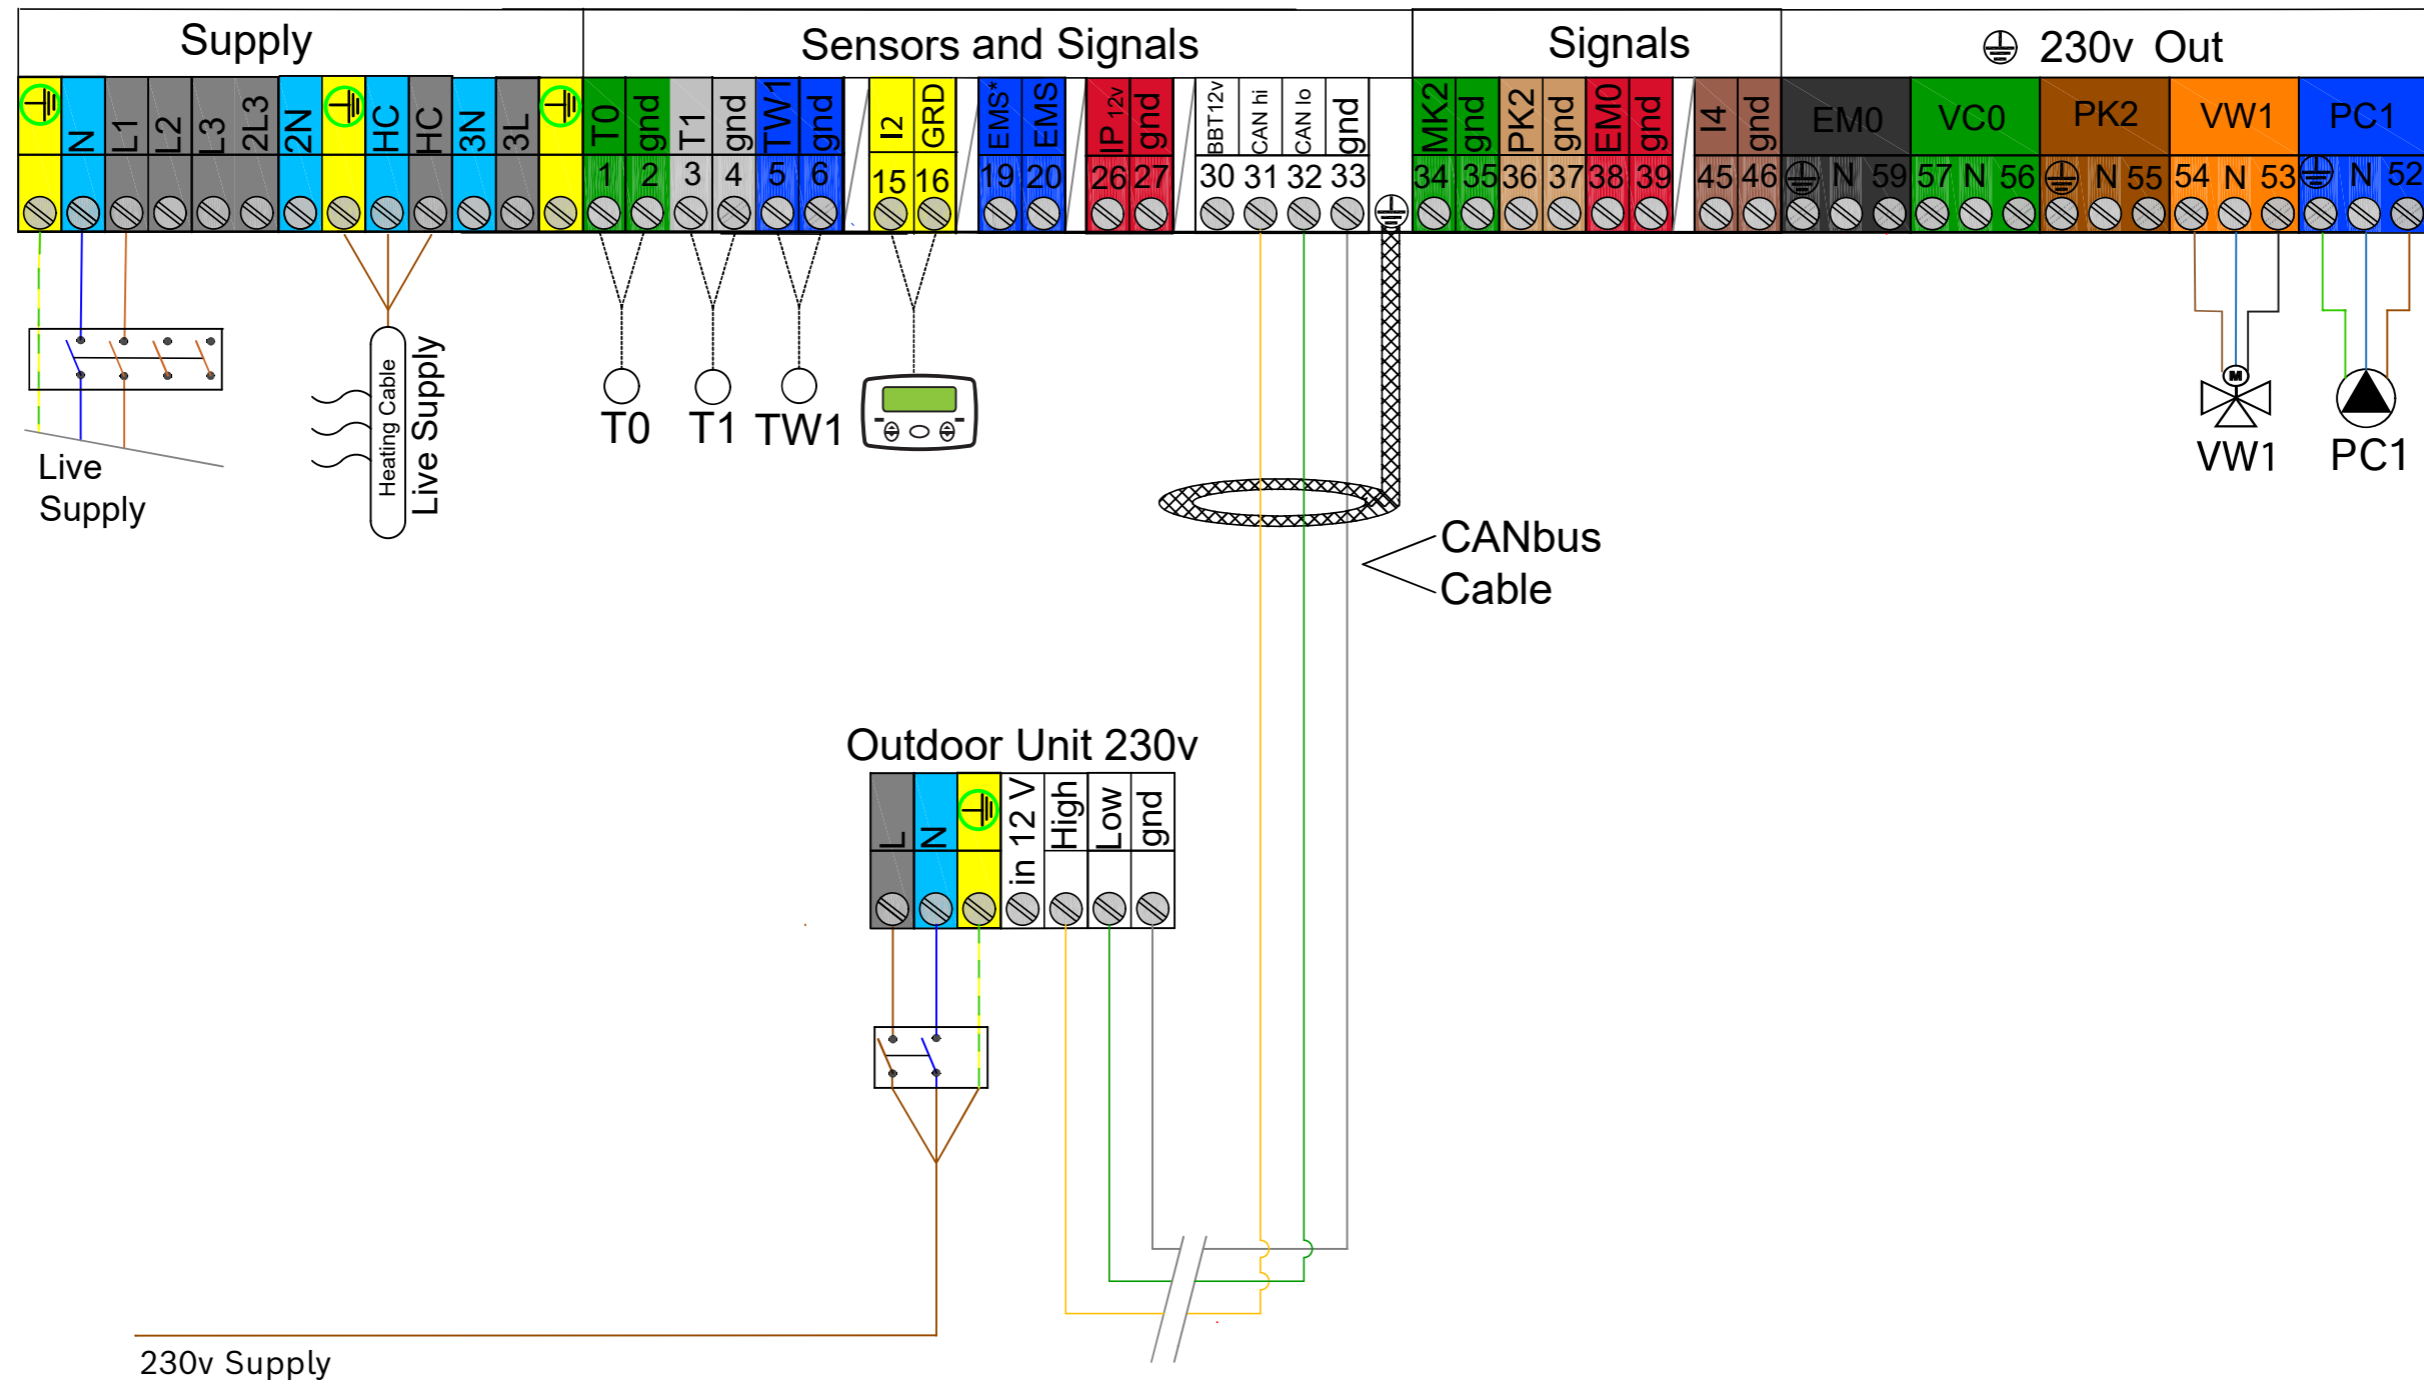 Supply
Sensors and Signals
Signals
230v Out
N
L1
L2
L3
2L3
2N
HC
HC
3N
3L
T0
gnd
T1
gnd
TW1
gnd
I2
GRD
EMS*
EMS
IP 12v
gnd
BBT12v
CAN hi
CAN lo
gnd
MK2
gnd
PK2
gnd
EM0
gnd
I4
gnd
EM0
VC0
PK2
VW1
PC1
1 2 3 4 5 6 15 16 19 20 26 27 30 31 32 33 34 35 36 37 38 39 45 46 N 59 57 N 56 N 55 54 N 53 N 52
Live
Supply
Heating Cable
Live Supply
T0
T1
TW1
M
VW1
PC1
CANbus
Cable
Outdoor Unit 230v
L
N
in 12 V
High
Low
gnd
230v Supply